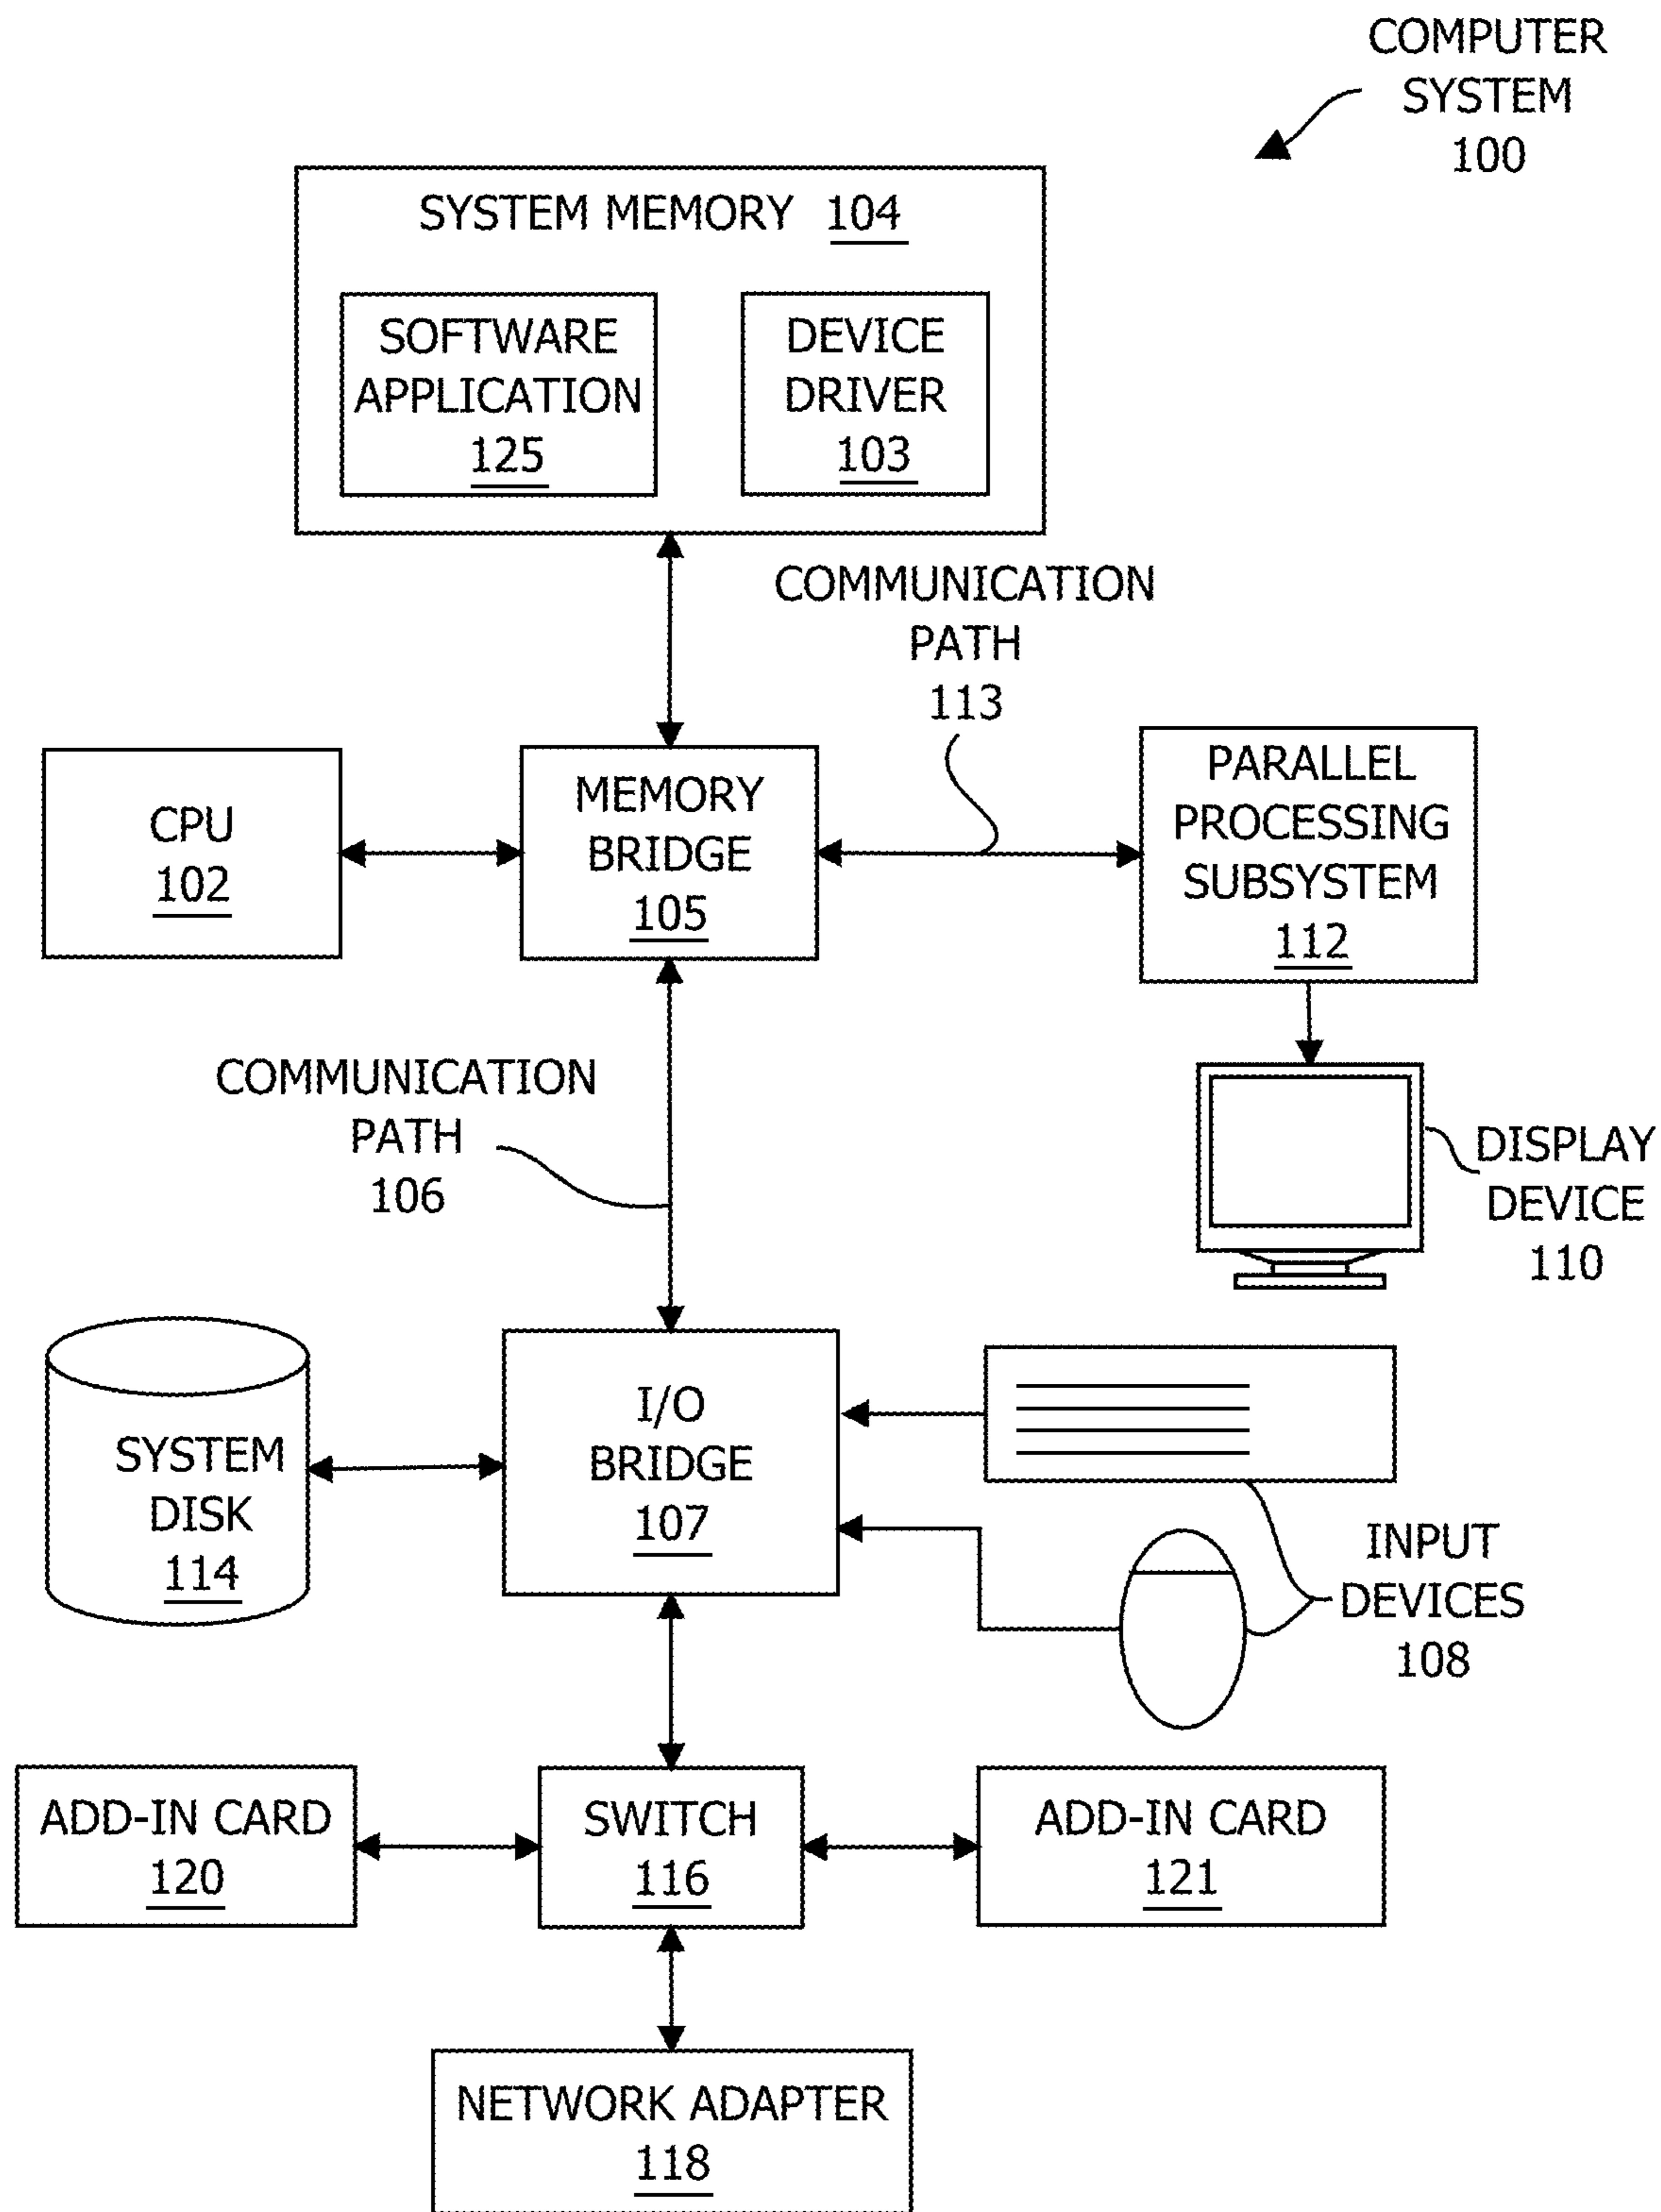 COMPUTER
SYSTEM
100
SYSTEM MEMORY 104
SOFTWARE
APPLICATION
125
DEVICE
DRIVER
103
COMMUNICATION
PATH
113
CPU
102
MEMORY
BRIDGE
105
PARALLEL
PROCESSING
SUBSYSTEM
112
COMMUNICATION
PATH
106
DISPLAY
DEVICE
110
SYSTEM
DISK
114
I/O
BRIDGE
107
INPUT
DEVICES
108
ADD-IN CARD
120
SWITCH
116
ADD-IN CARD
121
NETWORK ADAPTER
118